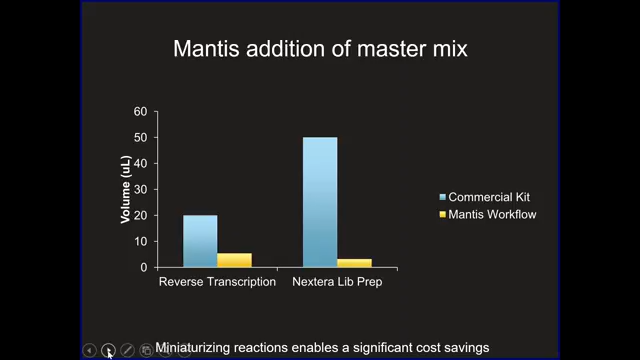 Mantis addition of master mix
60
50
40
30
20
10
0
Volume (uL)
Reverse Transcription
Nextera Lib Prep
Commercial Kit
Mantis Workflow
Miniaturizing reactions enables a significant cost savings